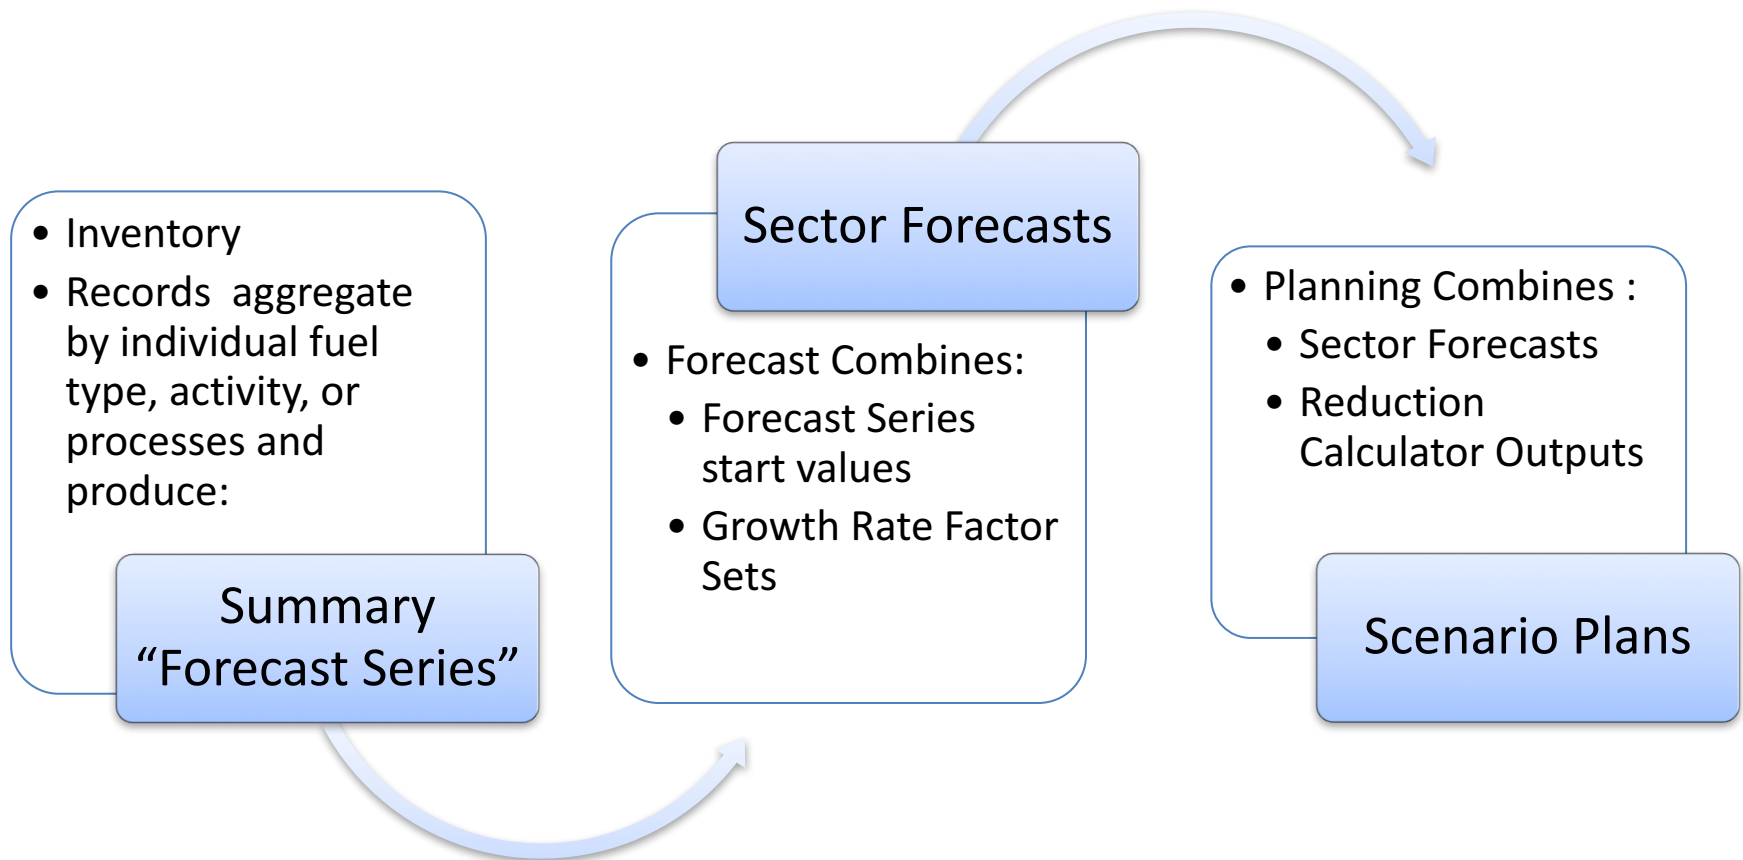 • Inventory
• Records  aggregate
by individual fuel
type, activity, or
processes and
produce:
Summary
“Forecast Series”
Sector Forecasts
• Forecast Combines:
• Forecast Series
start values
• Growth Rate Factor
Sets
• Planning Combines :
• Sector Forecasts
• Reduction
Calculator Outputs
Scenario Plans